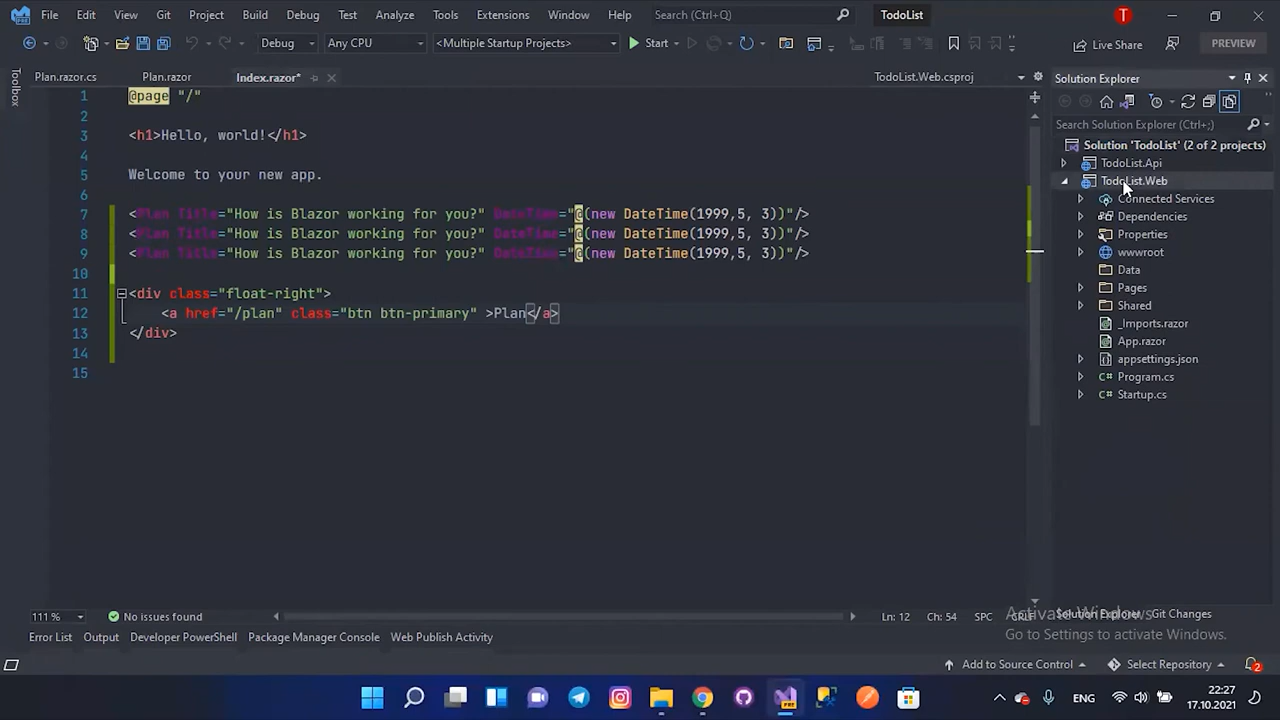 File Edit View Git Project Build Debug Test Analyze Tools Extensions Window Help Search (Ctrl+Q) TodoList T
Debug Any CPU <Multiple Startup Projects> Start Live Share PREVIEW
Toolbox
Plan.razor.cs Plan.razor Index.razor* TodoList.Web.csproj
1 @page "/"
2
3 <h1>Hello, world!</h1>
4
5 Welcome to your new app.
6
7 <Plan Title="How is Blazor working for you?" DateTime="@(new DateTime(1999,5, 3))"/>
8 <Plan Title="How is Blazor working for you?" DateTime="@(new DateTime(1999,5, 3))"/>
9 <Plan Title="How is Blazor working for you?" DateTime="@(new DateTime(1999,5, 3))"/>
10
11 <div class="float-right">
12 <a href="/plan" class="btn btn-primary" >Plan</a>
13 </div>
14
15
111 % No issues found Ln: 12 Ch: 54 SPC CRLF
Solution Explorer
Search Solution Explorer (Ctrl+;)
Solution 'TodoList' (2 of 2 projects)
TodoList.Api
TodoList.Web
Connected Services
Dependencies
Properties
wwwroot
Data
Pages
Shared
_Imports.razor
App.razor
appsettings.json
Program.cs
Startup.cs
Solution Explorer Git Changes
Activate Windows
Go to Settings to activate Windows.
Error List Output Developer PowerShell Package Manager Console Web Publish Activity
Add to Source Control Select Repository 2
PRE
ENG 22:27
17.10.2021